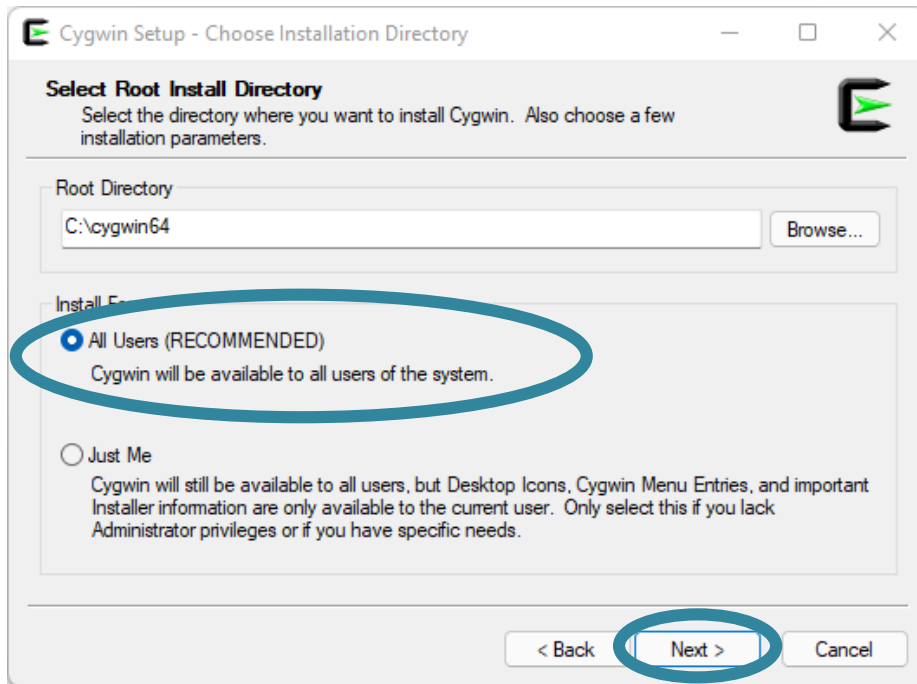 Cygwin Setup - Choose Installation Directory
Select Root Install Directory
Select the directory where you want to install Cygwin. Also choose a few
installation parameters.
Root Directory
C:\cygwin64
Browse...
Install
All Users (RECOMMENDED)
Cygwin will be available to all users of the system.
Just Me
Cygwin will still be available to all users, but Desktop Icons, Cygwin Menu Entries, and important
Installer information are only available to the current user. Only select this if you lack
Administrator privileges or if you have specific needs.
< Back
Next >
Cancel